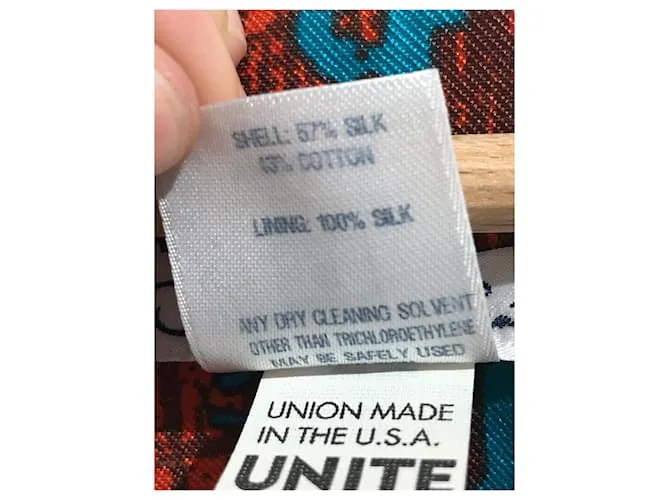 SHELL: 57% SILK
43% COTTON
LINING: 100% SILK
ANY DRY CLEANING SOLVENT
OTHER THAN TRICHLOROETHYLENE
MAY BE SAFELY USED
UNION MADE
IN THE U.S.A.
UNITE